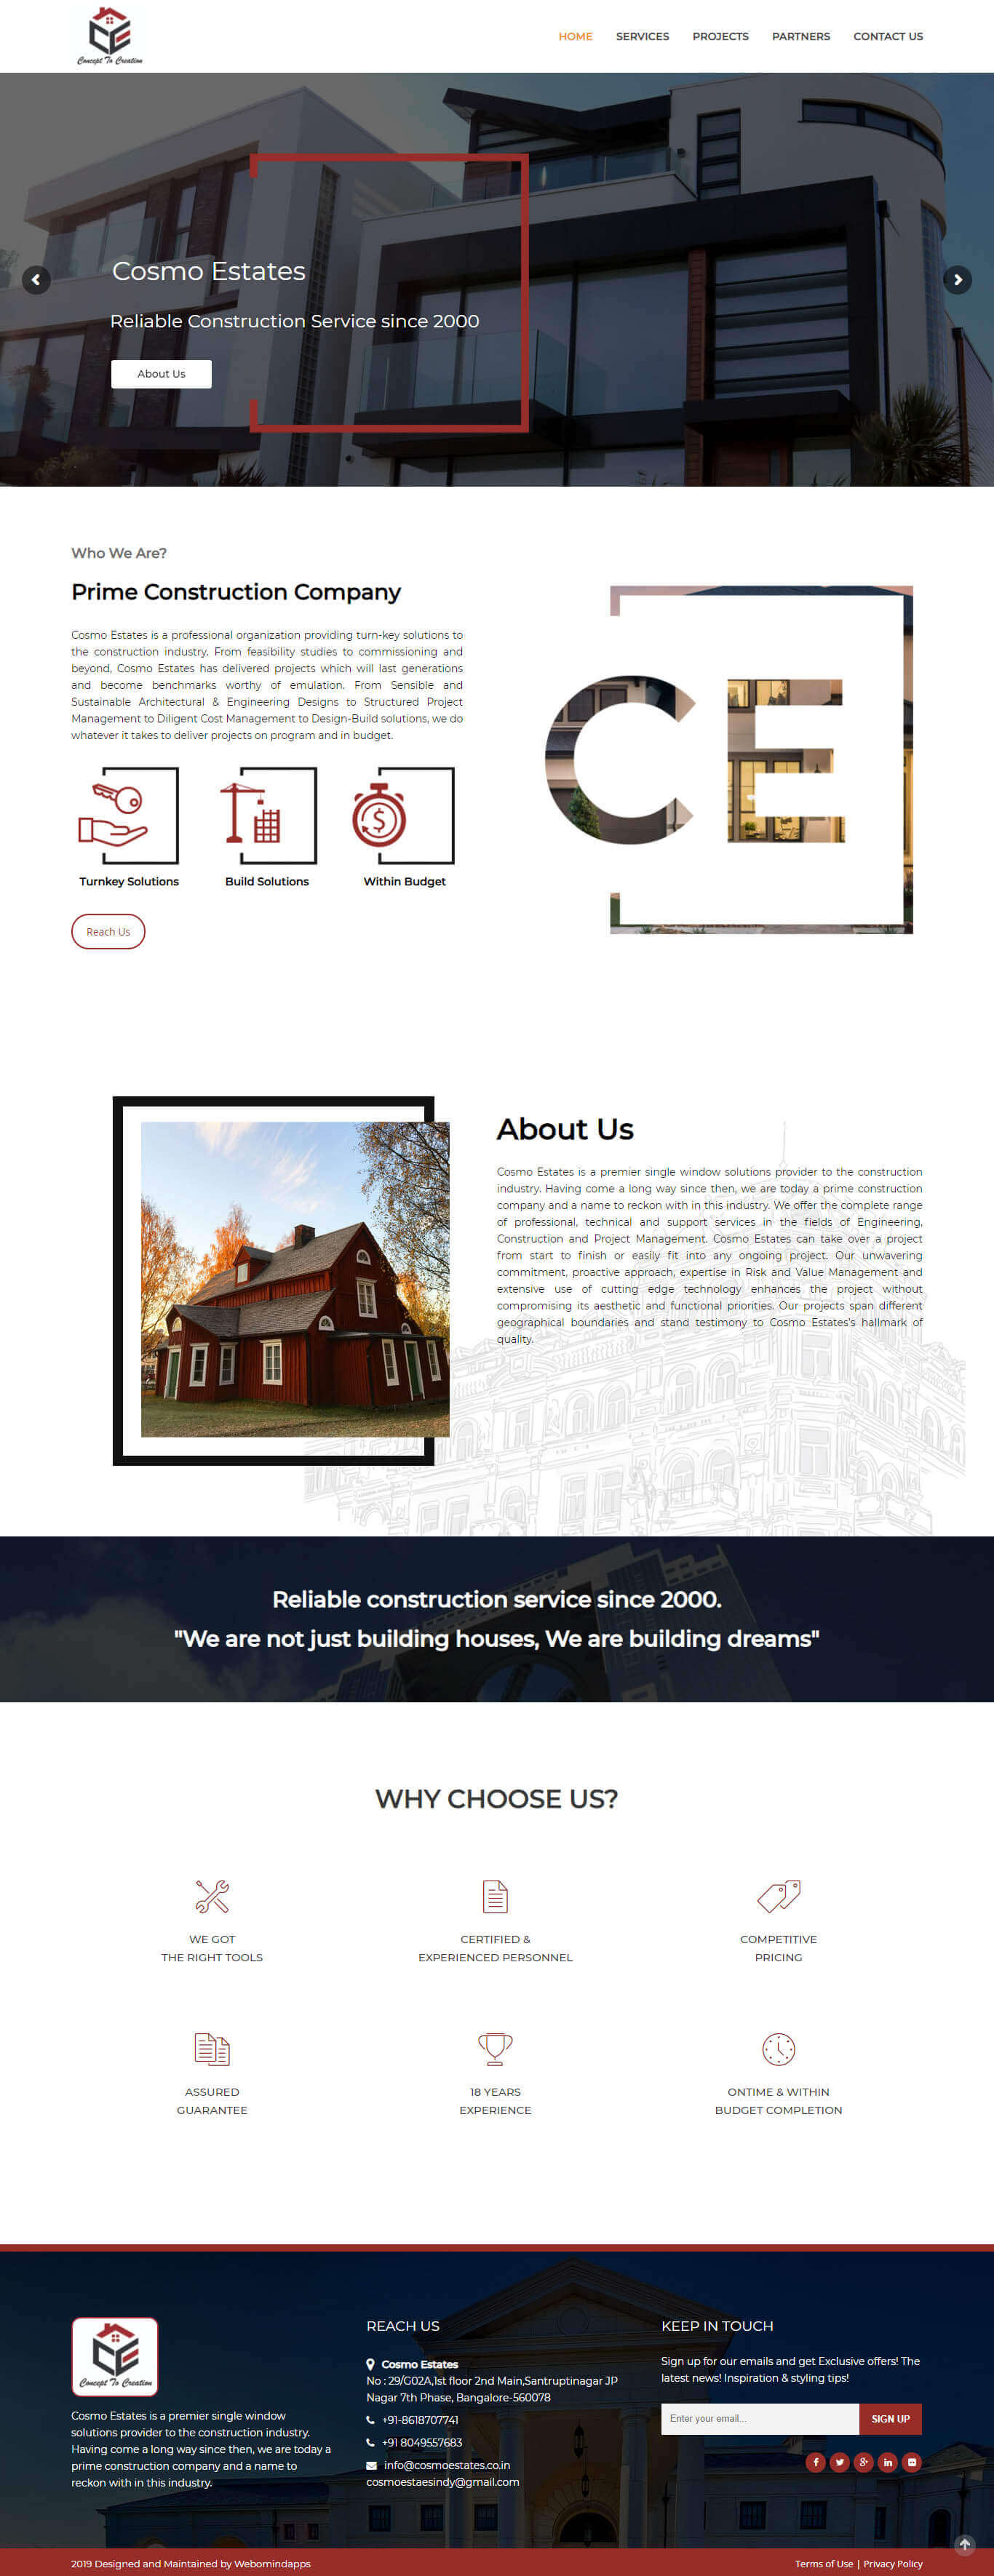 CE
Concept To Creation
HOME SERVICES PROJECTS PARTNERS CONTACT US
Cosmo Estates
Reliable Construction Service since 2000
About Us
Who We Are?
Prime Construction Company
Cosmo Estates is a professional organization providing turn-key solutions to
the construction industry. From feasibility studies to commissioning and
beyond, Cosmo Estates has delivered projects which will last generations
and become benchmarks worthy of emulation. From Sensible and
Sustainable Architectural & Engineering Designs to Structured Project
Management to Diligent Cost Management to Design-Build solutions, we do
whatever it takes to deliver projects on program and in budget.
Turnkey Solutions Build Solutions Within Budget
Reach Us
CE
About Us
Cosmo Estates is a premier single window solutions provider to the construction
industry. Having come a long way since then, we are today a prime construction
company and a name to reckon with in this industry. We offer the complete range
of professional, technical and support services in the fields of Engineering,
Construction and Project Management. Cosmo Estates can take over a project
from start to finish or easily fit into any ongoing project. Our unwavering
commitment, proactive approach, expertise in Risk and Value Management and
extensive use of cutting edge technology enhances the project without
compromising its aesthetic and functional priorities. Our projects span different
geographical boundaries and stand testimony to Cosmo Estates's hallmark of
quality.
Reliable construction service since 2000.
"We are not just building houses, We are building dreams"
WHY CHOOSE US?
WE GOT
THE RIGHT TOOLS
CERTIFIED &
EXPERIENCED PERSONNEL
COMPETITIVE
PRICING
ASSURED
GUARANTEE
18 YEARS
EXPERIENCE
ONTIME & WITHIN
BUDGET COMPLETION
CE
Concept To Creation
Cosmo Estates is a premier single window
solutions provider to the construction industry.
Having come a long way since then, we are today a
prime construction company and a name to
reckon with in this industry.
REACH US
Cosmo Estates
No : 29/G02A,1st floor 2nd Main,Santruptinagar JP
Nagar 7th Phase, Bangalore-560078
+91-8618707741
+91 8049557683
info@cosmoestates.co.in
cosmoestaesindy@gmail.com
KEEP IN TOUCH
Sign up for our emails and get Exclusive offers! The
latest news! Inspiration & styling tips!
Enter your email... SIGN UP
2019 Designed and Maintained by Webomindapps
Terms of Use | Privacy Policy